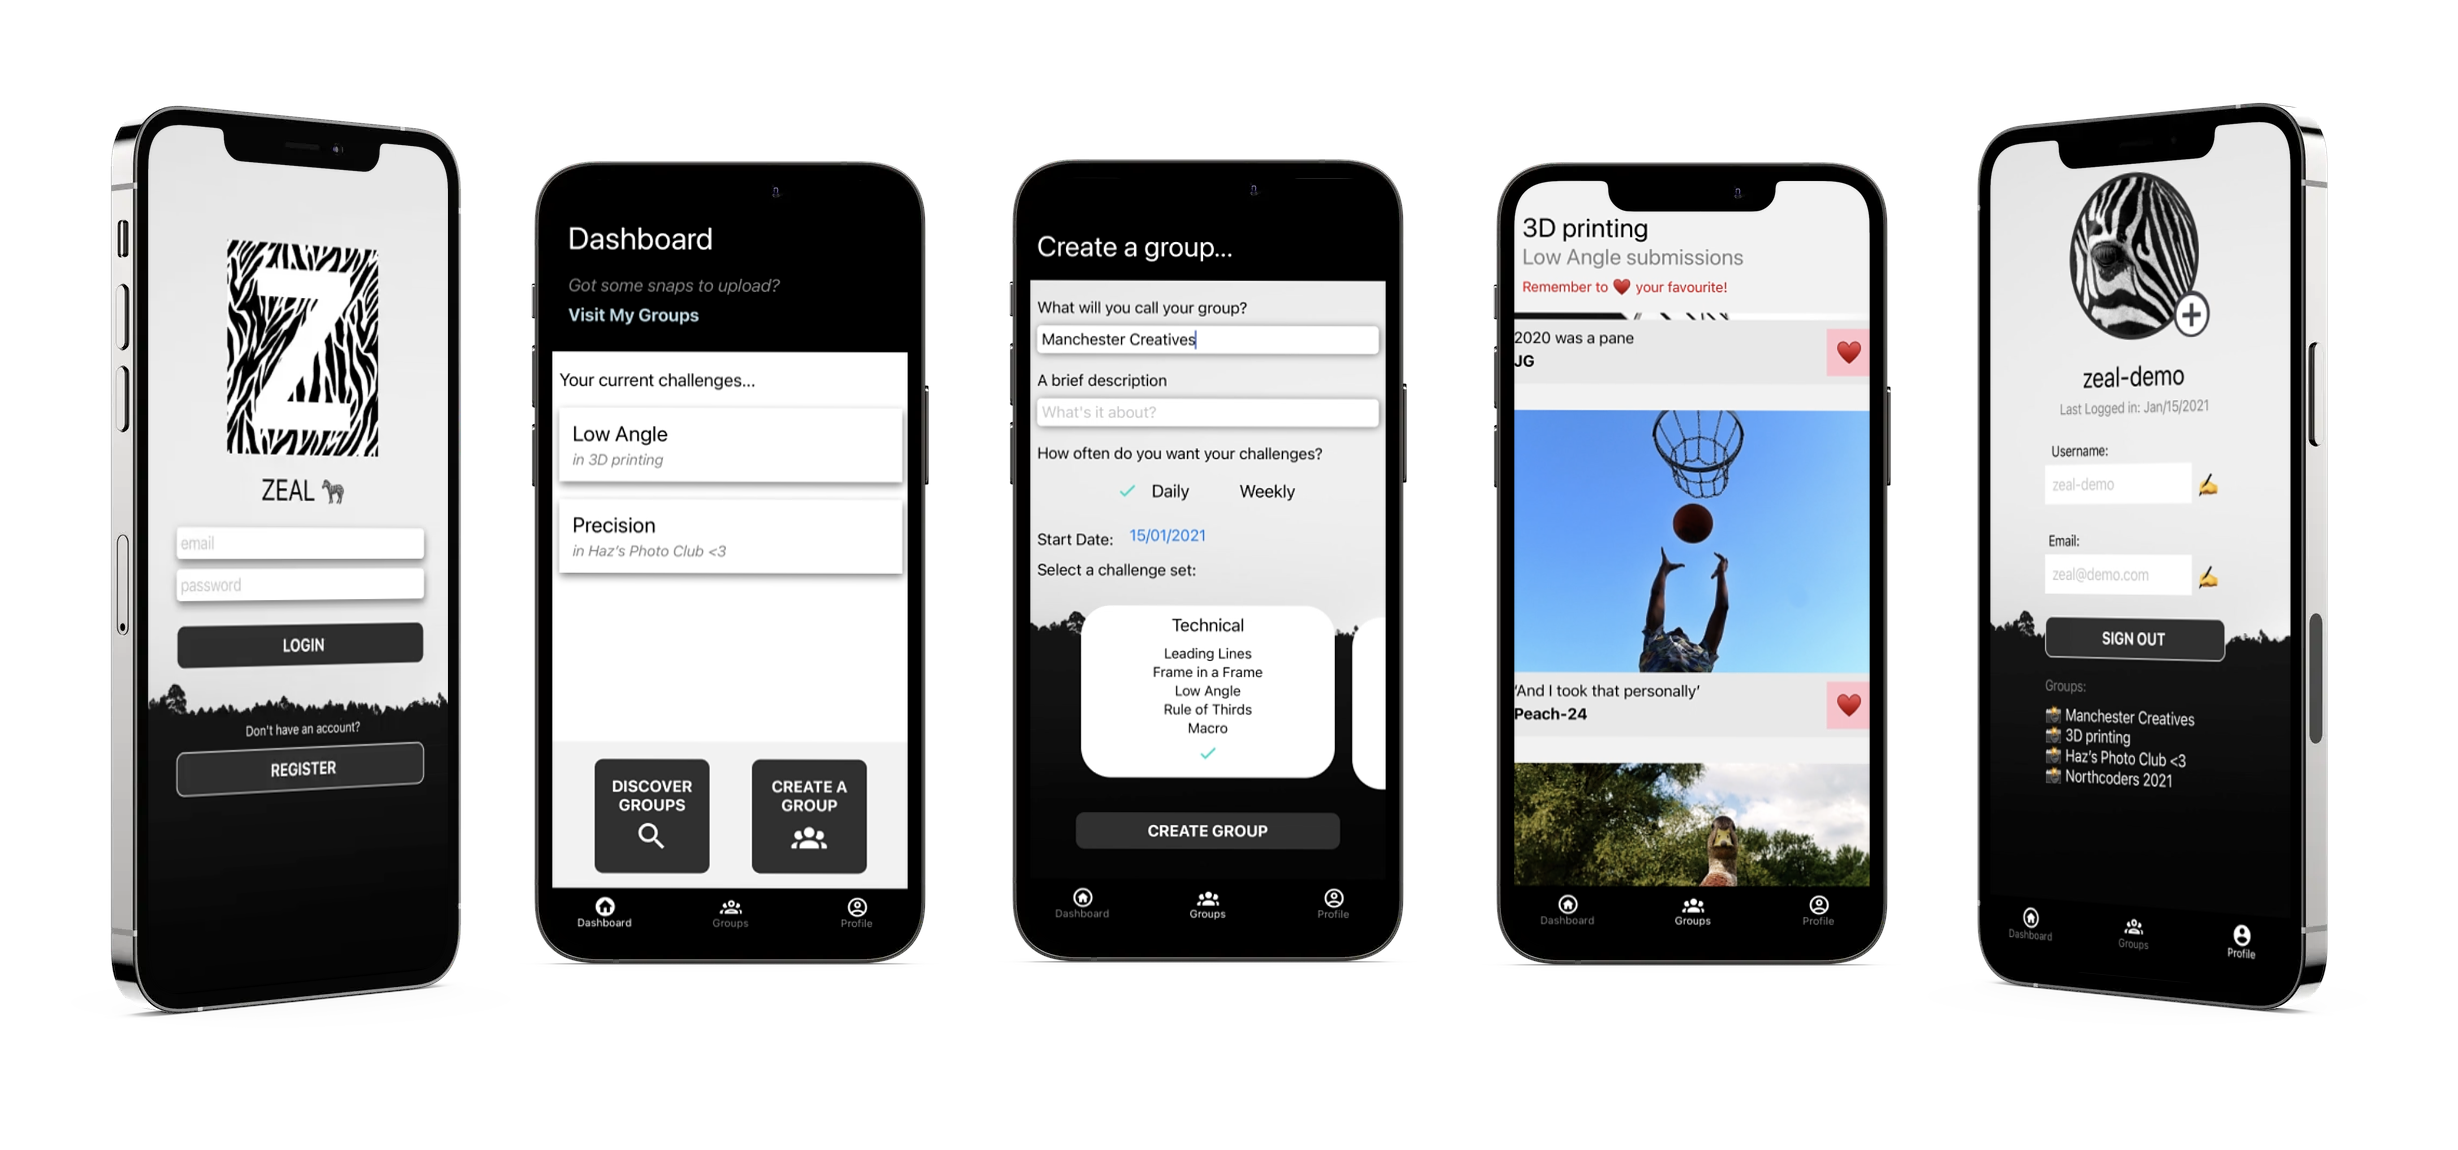 Z
ZEAL
email
password
LOGIN
Don't have an account?
REGISTER
Dashboard
Got some snaps to upload?
Visit My Groups
Your current challenges...
Low Angle
in 3D printing
Precision
in Haz's Photo Club <3
DISCOVER
GROUPS
CREATE A
GROUP
Dashboard
Groups
Profile
Create a group...
What will you call your group?
Manchester Creatives
A brief description
What's it about?
How often do you want your challenges?
Daily Weekly
Start Date: 15/01/2021
Select a challenge set:
Technical
Leading Lines
Frame in a Frame
Low Angle
Rule of Thirds
Macro
CREATE GROUP
Dashboard
Groups
Profile
3D printing
Low Angle submissions
Remember to ❤️ your favourite!
2020 was a pane
JG
'And I took that personally'
Peach-24
Dashboard
Groups
Profile
zeal-demo
Last Logged in: Jan/15/2021
Username:
zeal-demo
Email:
zeal@demo.com
SIGN OUT
Groups:
Manchester Creatives
3D printing
Haz's Photo Club <3
Northcoders 2021
Dashboard
Groups
Profile